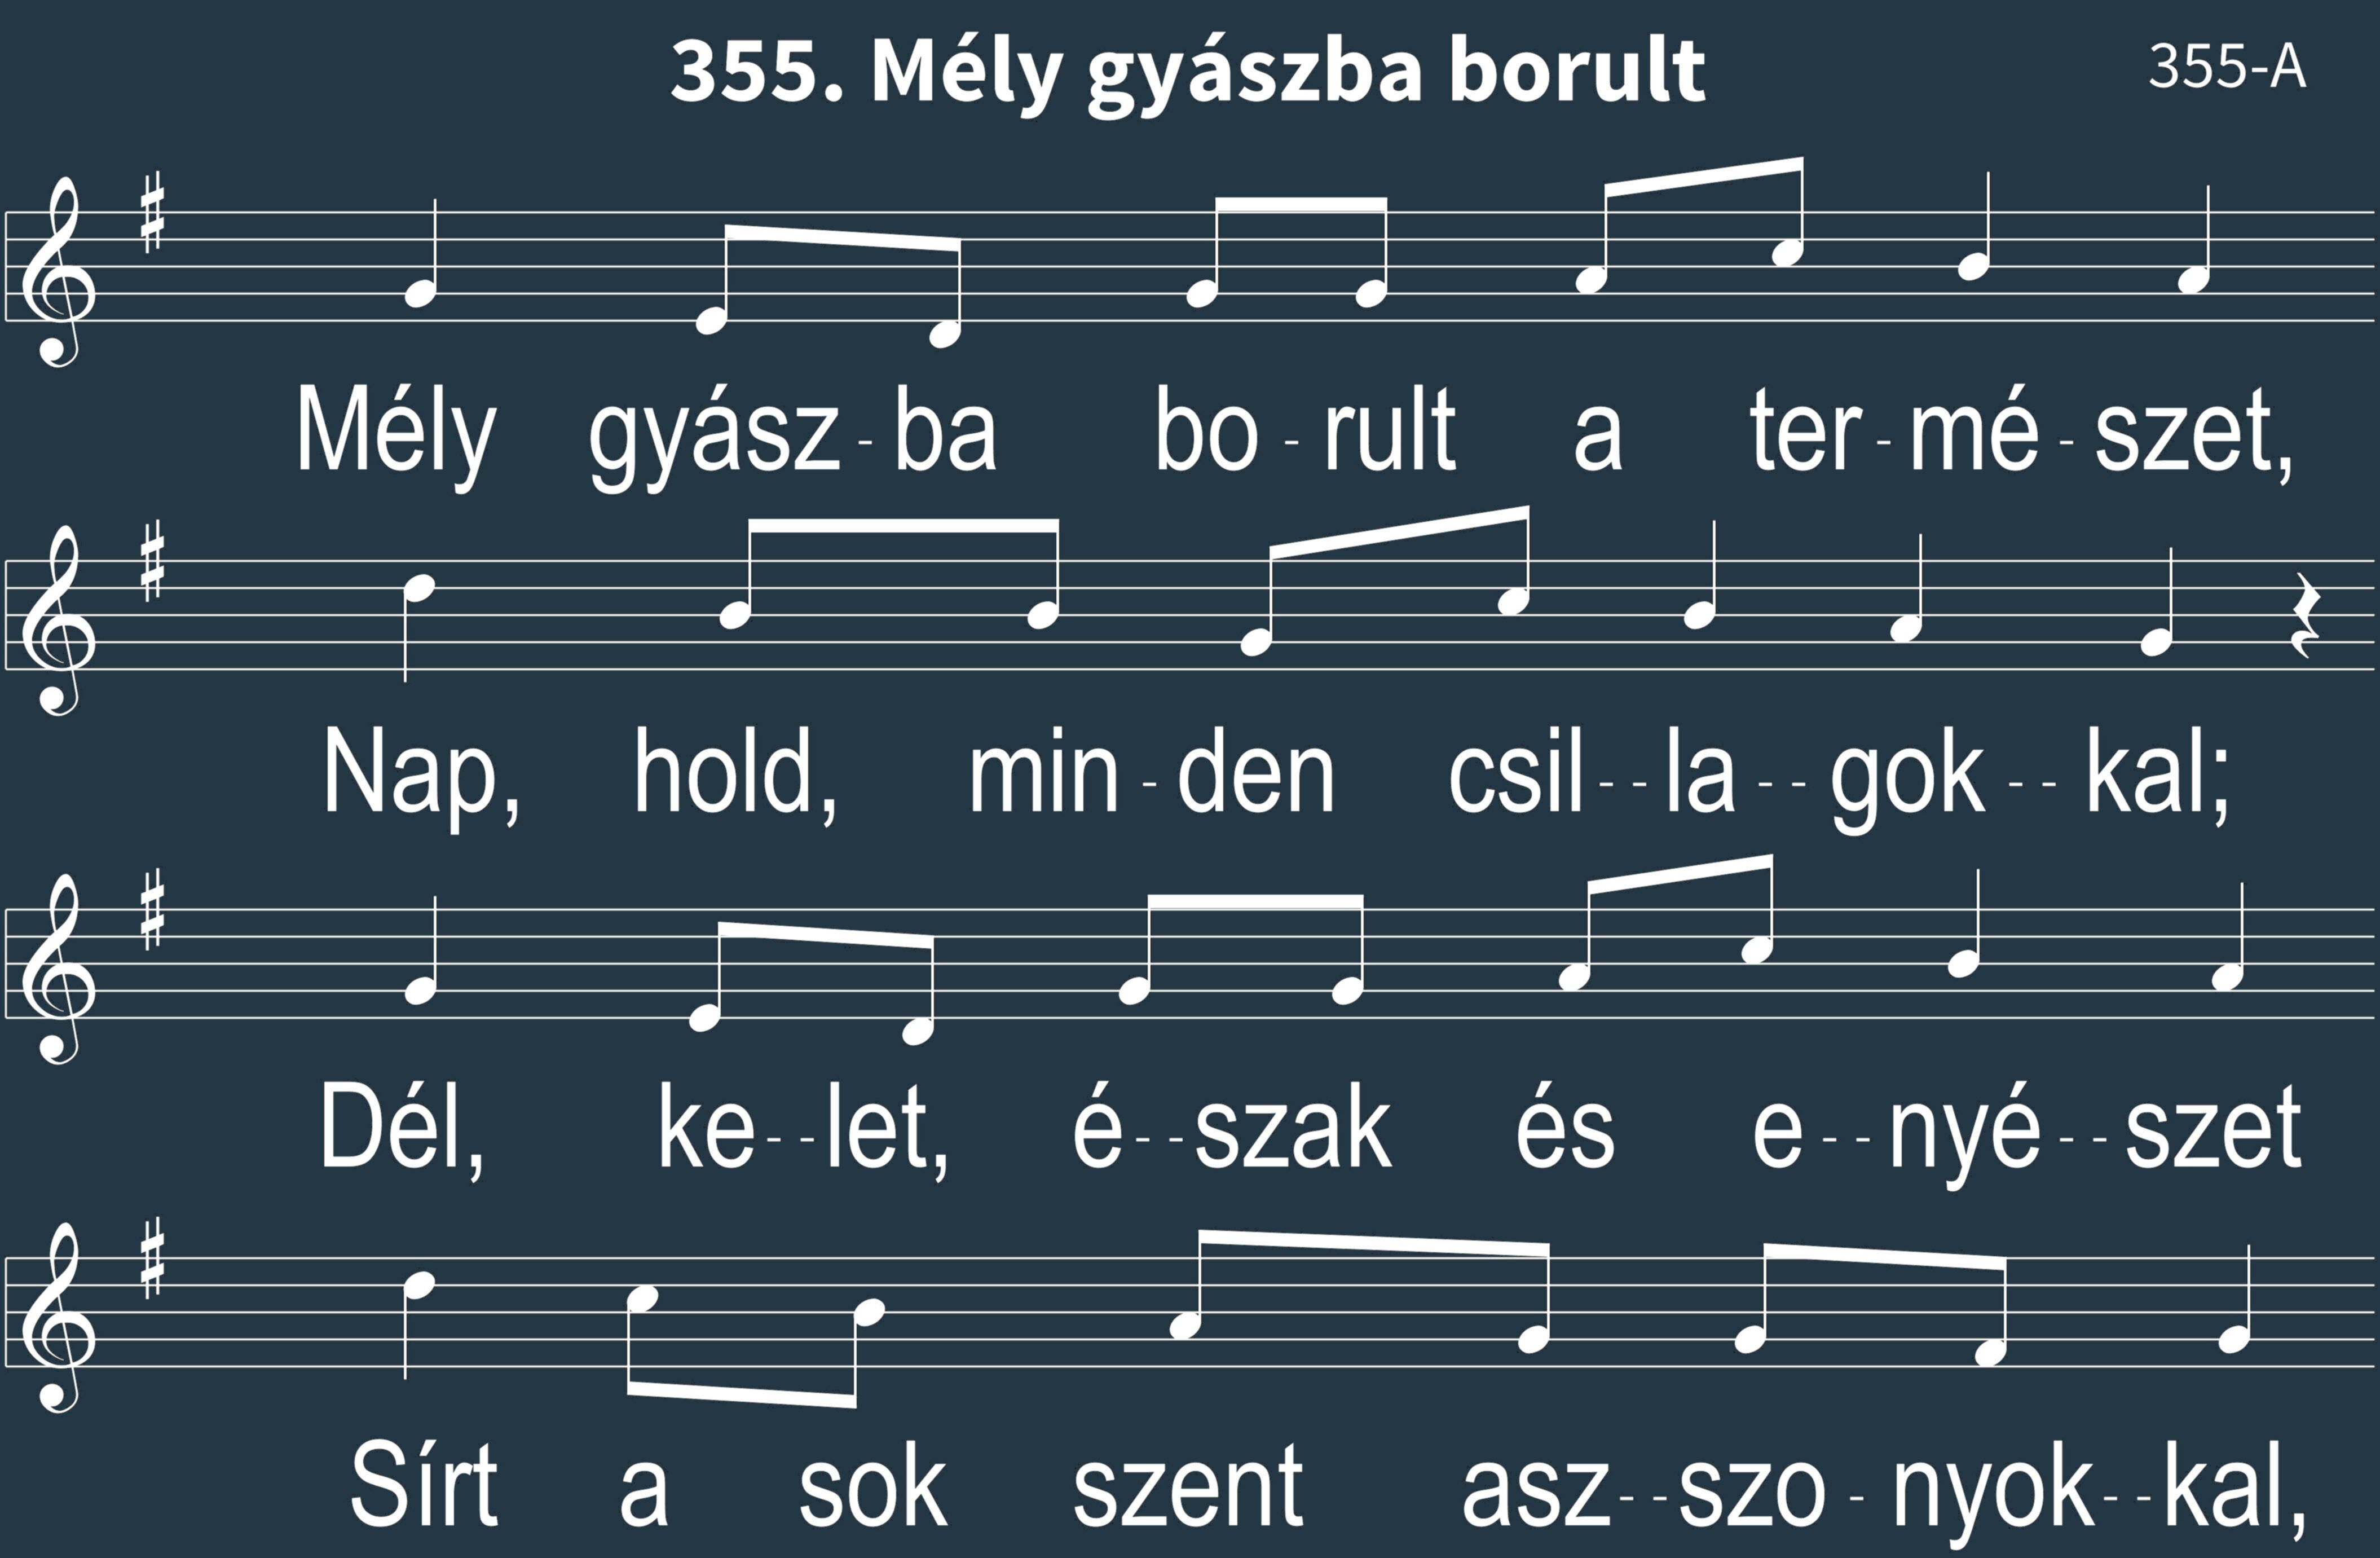 355. Mély gyászba borult
355-A
Mély gyász-ba bo-rult a ter-mé-szet,
Nap, hold, min-den csil--la--gok--kal;
Dél, ke--let, é--szak és e--nyé--szet
Sírt a sok szent asz--szo-nyok--kal,